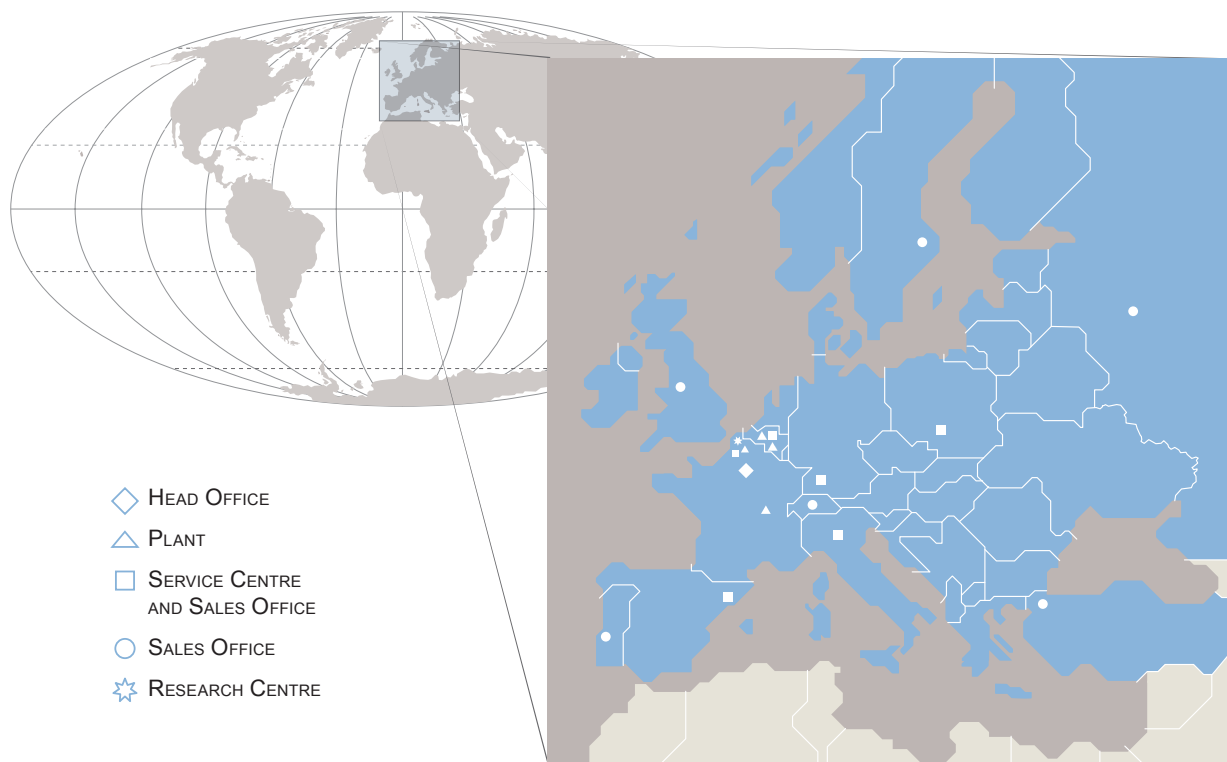 Head Office
Plant
Service Centre
and Sales Office
Sales Office
Research Centre